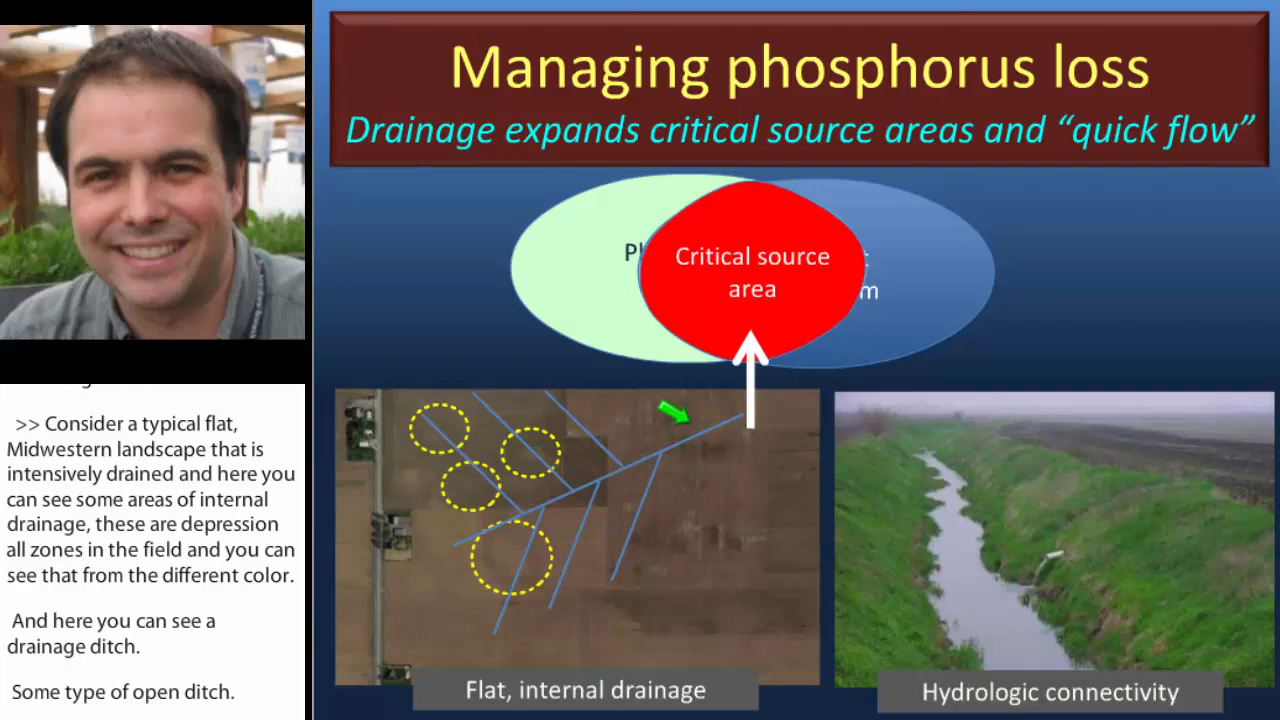 Managing phosphorus loss
Drainage expands critical source areas and “quick flow”
Critical source
area
>> Consider a typical flat,
Midwestern landscape that is
intensively drained and here you
can see some areas of internal
drainage, these are depression
all zones in the field and you can
see that from the different color.
And here you can see a
drainage ditch.
Some type of open ditch.
Flat, internal drainage
Hydrologic connectivity